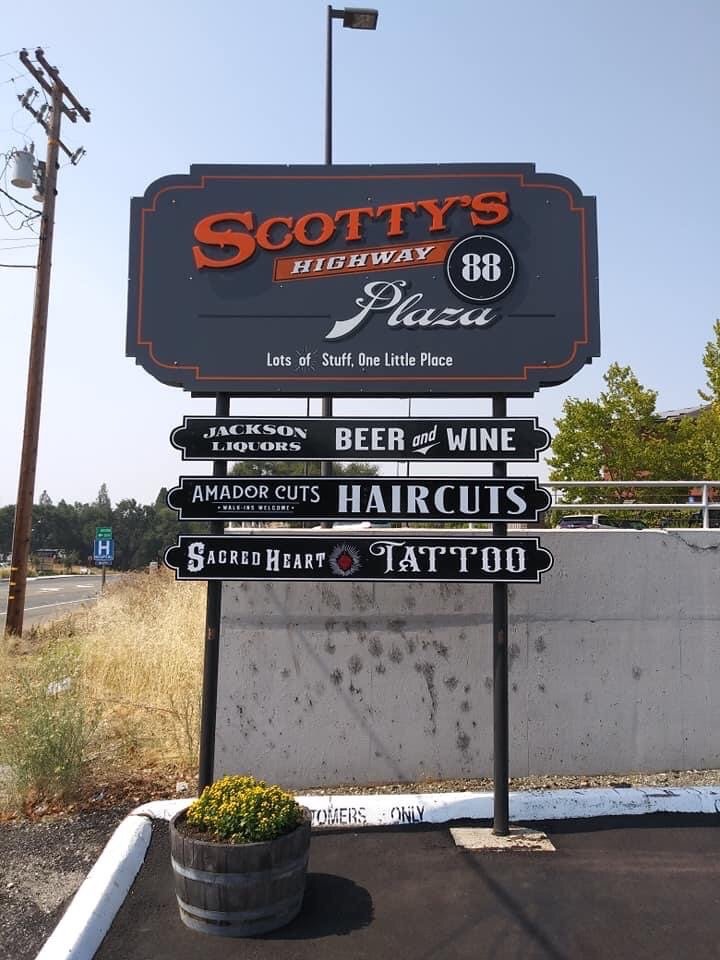 SCOTTY'S
HIGHWAY 88
Plaza
Lots of Stuff, One Little Place
JACKSON LIQUORS BEER and WINE
AMADOR CUTS HAIRCUTS
• WALK-INS WELCOME •
SACRED HEART TATTOO
H
TOMERS ONLY